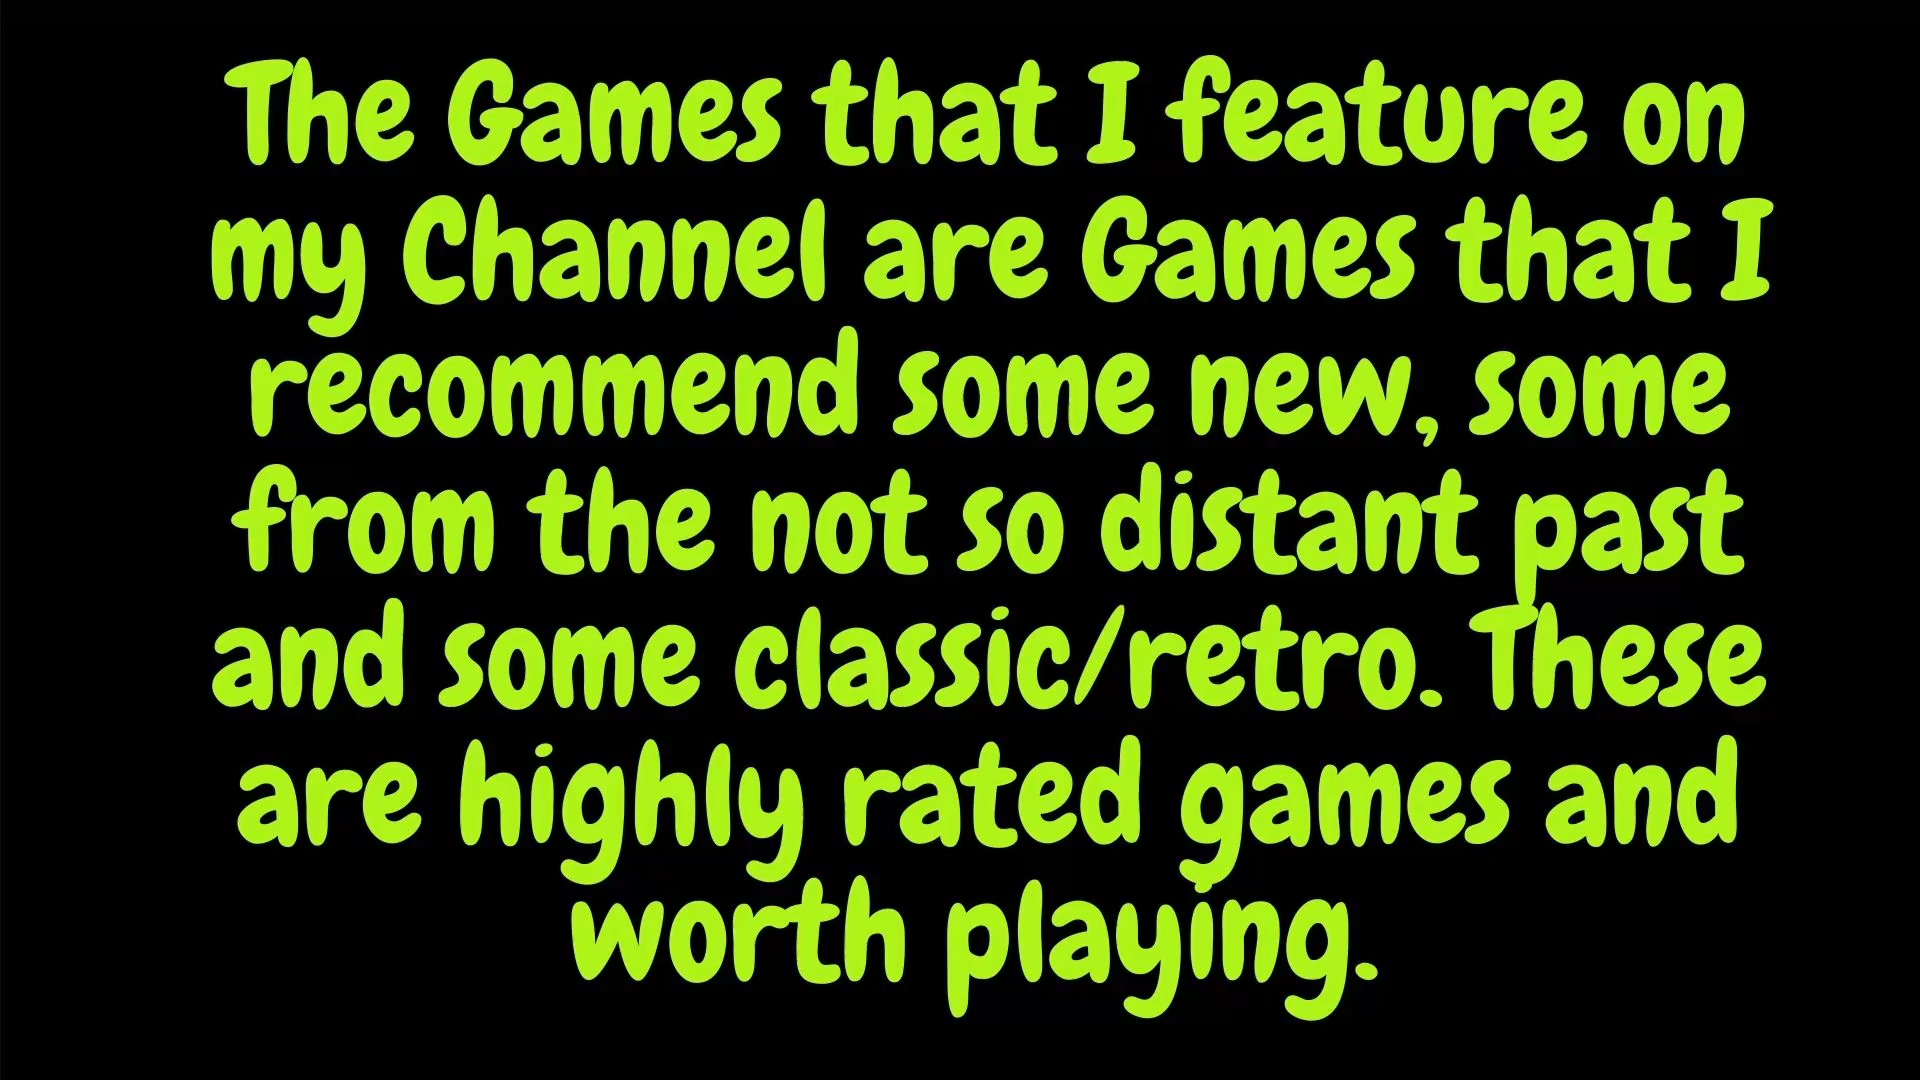 The Games that I feature on
my Channel are Games that I
recommend some new, some
from the not so distant past
and some classic/retro. These
are highly rated games and
worth playing.